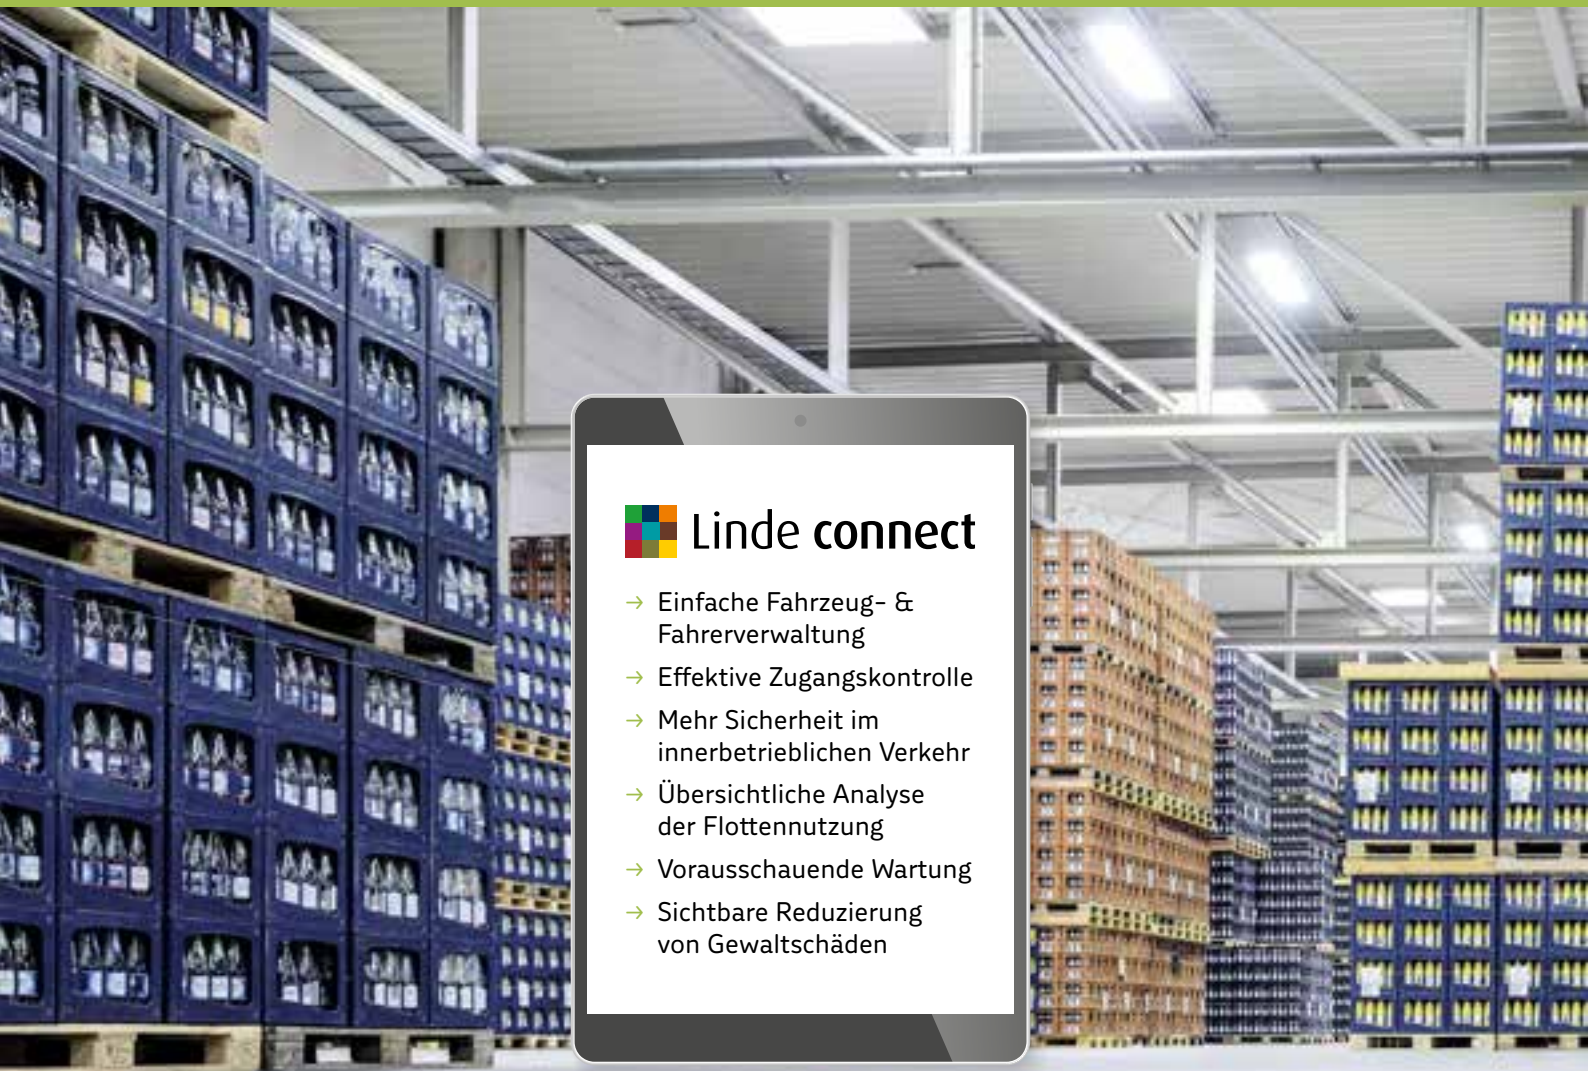 Linde connect
→ Einfache Fahrzeug- &
Fahrerverwaltung
→ Effektive Zugangskontrolle
→ Mehr Sicherheit im
innerbetrieblichen Verkehr
→ Übersichtliche Analyse
der Flottennutzung
→ Vorausschauende Wartung
→ Sichtbare Reduzierung
von Gewaltschäden